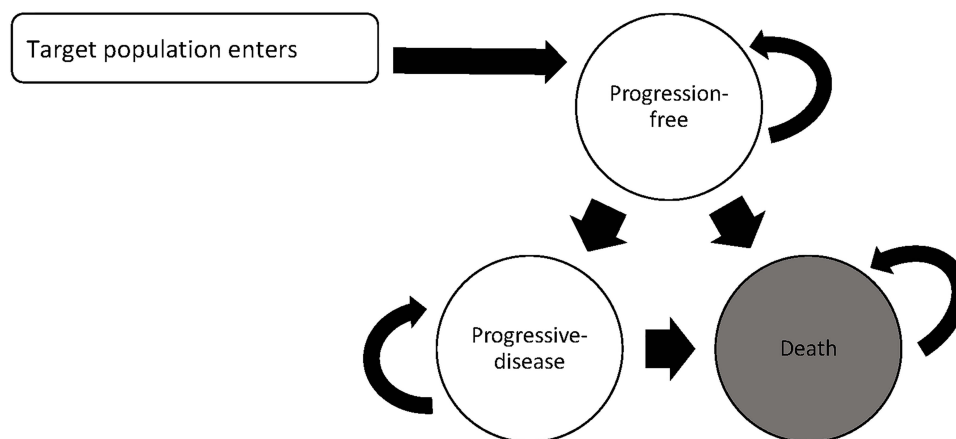 Target population enters
Progression-
free
Progressive-
disease
Death